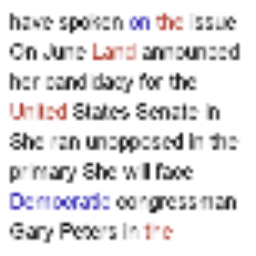 have spoken on the issue
On June Land announced
her candidacy for the
United States Senate in
She ran unopposed in the
primary She will face
Democratic congressman
Gary Peters in the